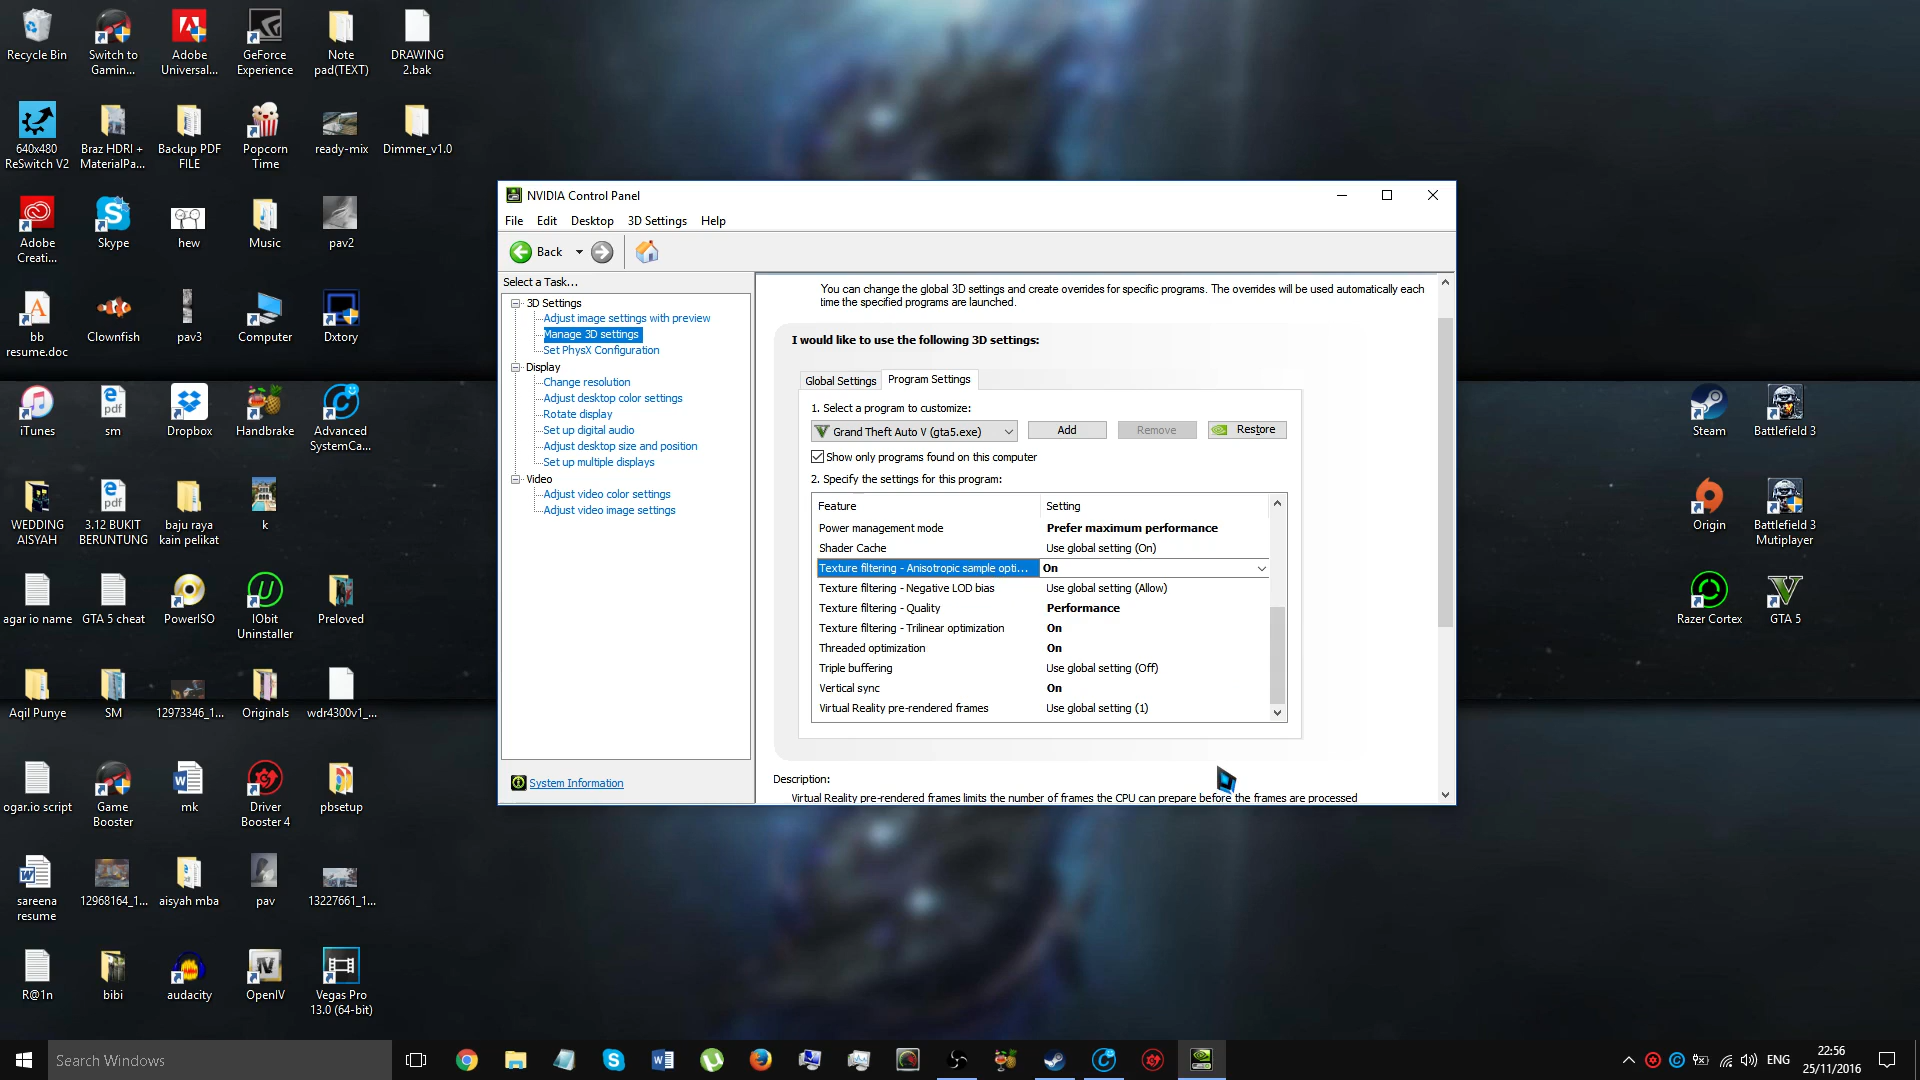 Recycle Bin
Switch to Gamin...
Adobe Universal...
GeForce Experience
Note pad(TEXT)
DRAWING 2.bak
640x480 ReSwitch V2
Braz HDRI + MaterialPa...
Backup PDF FILE
Popcorn Time
ready-mix
Dimmer_v1.0
Adobe Creati...
Skype
hew
Music
pav2
bb resume.doc
Clownfish
pav3
Computer
Dxtory
iTunes
sm
Dropbox
Handbrake
Advanced SystemCa...
WEDDING AISYAH
3.12 BUKIT BERUNTUNG
baju raya kain pelikat
k
agar io name
GTA 5 cheat
PowerISO
IObit Uninstaller
Preloved
Aqil Punye
SM
12973346_1...
Originals
wdr4300v1_...
ogar.io script
Game Booster
mk
Driver Booster 4
pbsetup
sareena resume
12968164_1...
aisyah mba
pav
13227661_1...
R@1n
bibi
audacity
OpenIV
Vegas Pro 13.0 (64-bit)
NVIDIA Control Panel
File Edit Desktop 3D Settings Help
Back
Select a Task...
3D Settings
Adjust image settings with preview
Manage 3D settings
Set PhysX Configuration
Display
Change resolution
Adjust desktop color settings
Rotate display
Set up digital audio
Adjust desktop size and position
Set up multiple displays
Video
Adjust video color settings
Adjust video image settings
System Information
You can change the global 3D settings and create overrides for specific programs. The overrides will be used automatically each
time the specified programs are launched.
I would like to use the following 3D settings:
Global Settings Program Settings
1. Select a program to customize:
Grand Theft Auto V (gta5.exe) Add Remove Restore
Show only programs found on this computer
2. Specify the settings for this program:
Feature Setting
Power management mode Prefer maximum performance
Shader Cache Use global setting (On)
Texture filtering - Anisotropic sample opti... On
Texture filtering - Negative LOD bias Use global setting (Allow)
Texture filtering - Quality Performance
Texture filtering - Trilinear optimization On
Threaded optimization On
Triple buffering Use global setting (Off)
Vertical sync On
Virtual Reality pre-rendered frames Use global setting (1)
Description:
Virtual Reality pre-rendered frames limits the number of frames the CPU can prepare before the frames are processed
Steam
Battlefield 3
Origin
Battlefield 3 Mutiplayer
Razer Cortex
GTA 5
Search Windows
ENG
22:56
25/11/2016